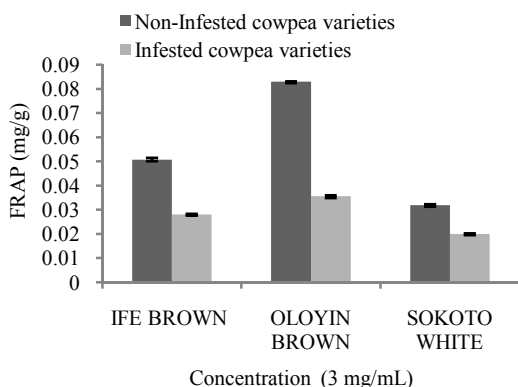 Non-Infested cowpea varieties
Infested cowpea varieties
FRAP (mg/g)
0.09
0.08
0.07
0.06
0.05
0.04
0.03
0.02
0.01
0
IFE BROWN
OLOYIN
BROWN
SOKOTO
WHITE
Concentration (3 mg/mL)